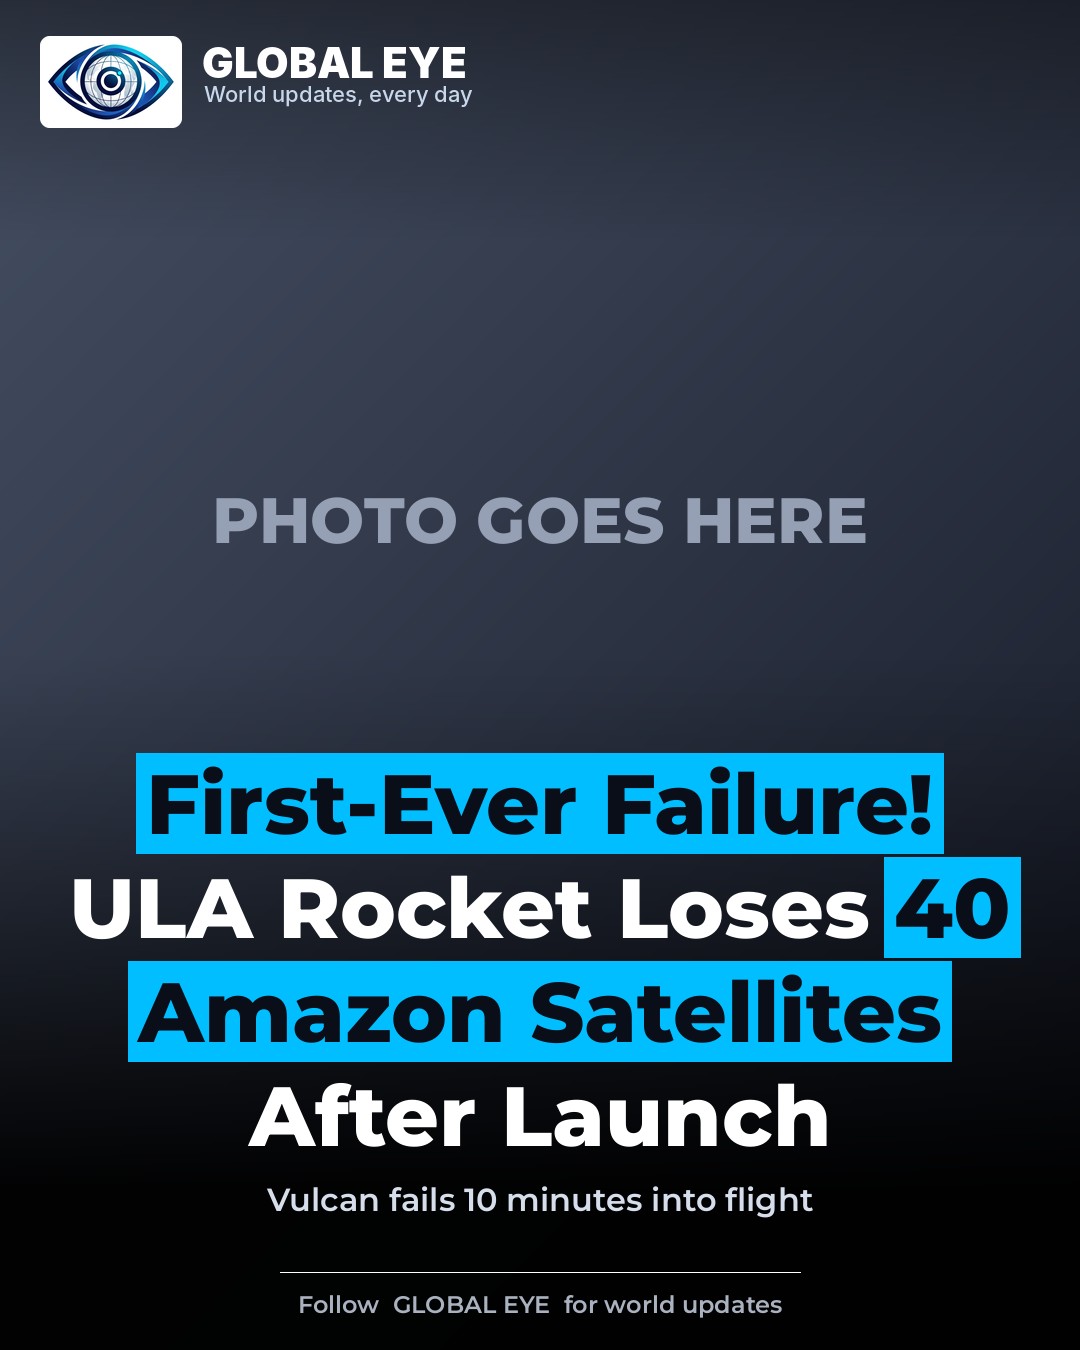 GLOBAL EYE
World updates, every day
PHOTO GOES HERE
First-Ever Failure!
ULA Rocket Loses 40
Amazon Satellites
After Launch
Vulcan fails 10 minutes into flight
Follow GLOBAL EYE for world updates